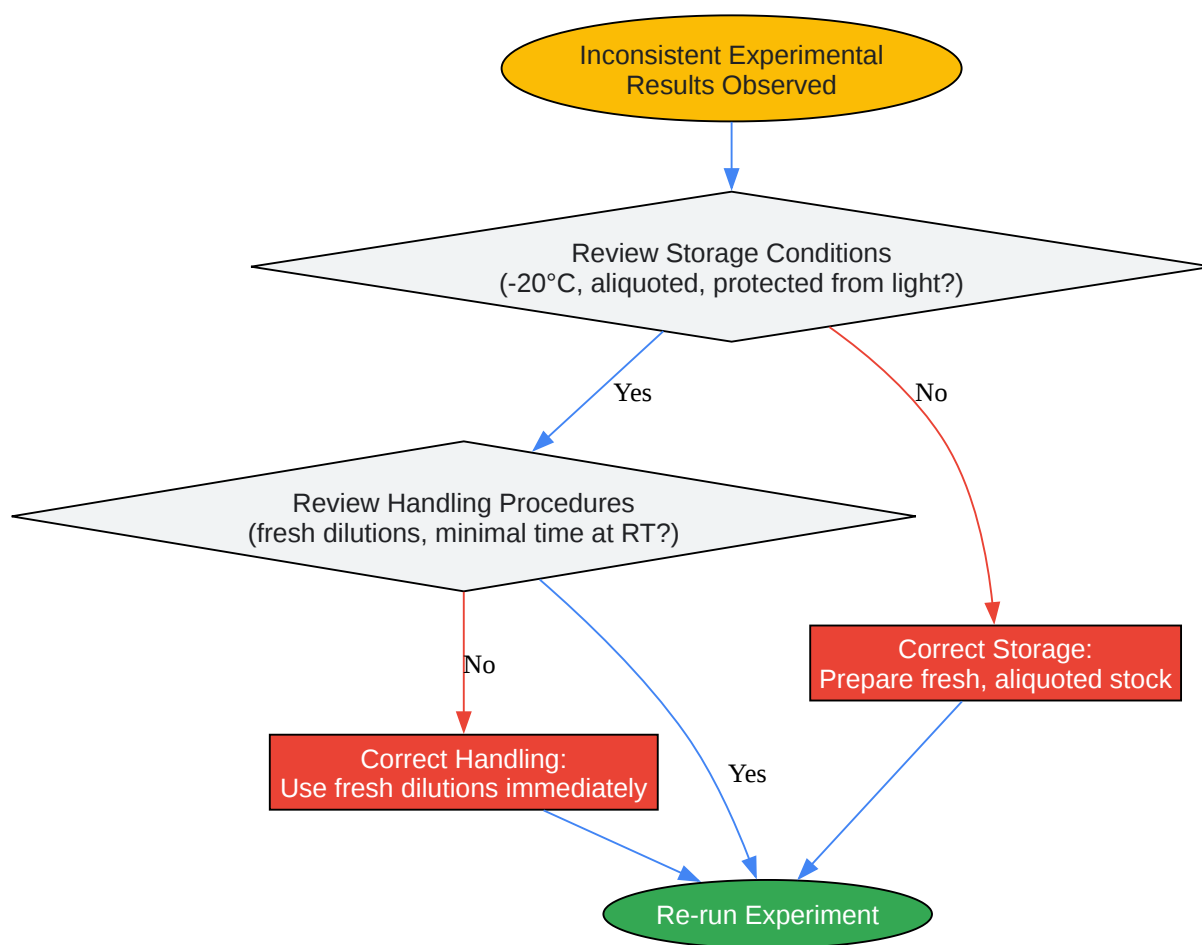 Inconsistent Experimental
Results Observed
Review Storage Conditions
(-20°C, aliquoted, protected from light?)
Yes
No
Review Handling Procedures
(fresh dilutions, minimal time at RT?)
Correct Storage:
Prepare fresh, aliquoted stock
No
Correct Handling:
Use fresh dilutions immediately
Yes
Re-run Experiment